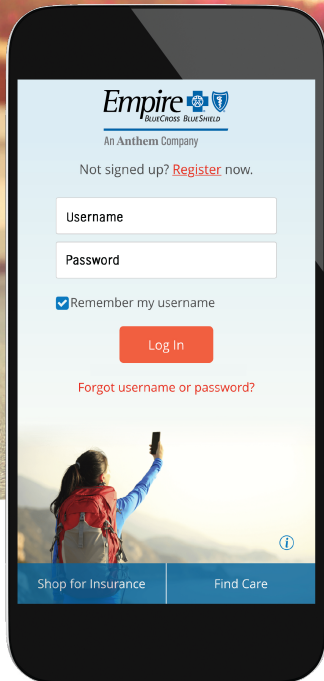 Empire
BLUECROSS BLUESHIELD
An Anthem Company
Not signed up? Register now.
Username
Password
Remember my username
Log In
Forgot username or password?
i
Shop for Insurance Find Care